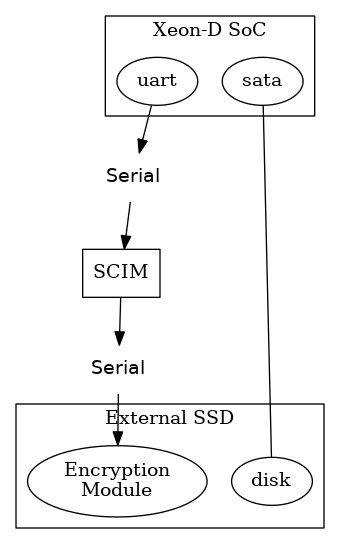 Xeon-D SoC
uart
sata
Serial
SCIM
Serial
External SSD
Encryption
Module
disk